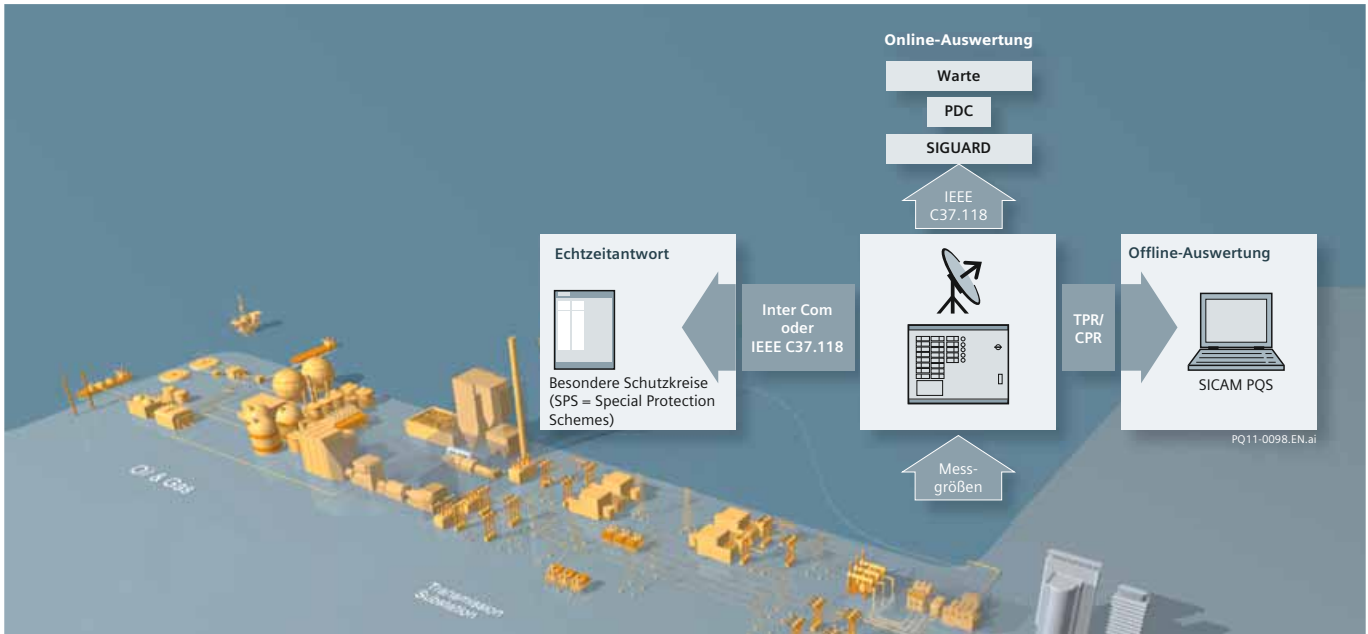 Online-Auswertung
Warte
PDC
SIGUARD
IEEE
C37.118
Echtzeitantwort
Besondere Schutzkreise
(SPS = Special Protection
Schemes)
Inter Com
oder
IEEE C37.118
TPR/
CPR
Offline-Auswertung
SICAM PQS
PQ11-0098.EN.ai
Mess-
größen
Oil & Gas
Transmission
Substation